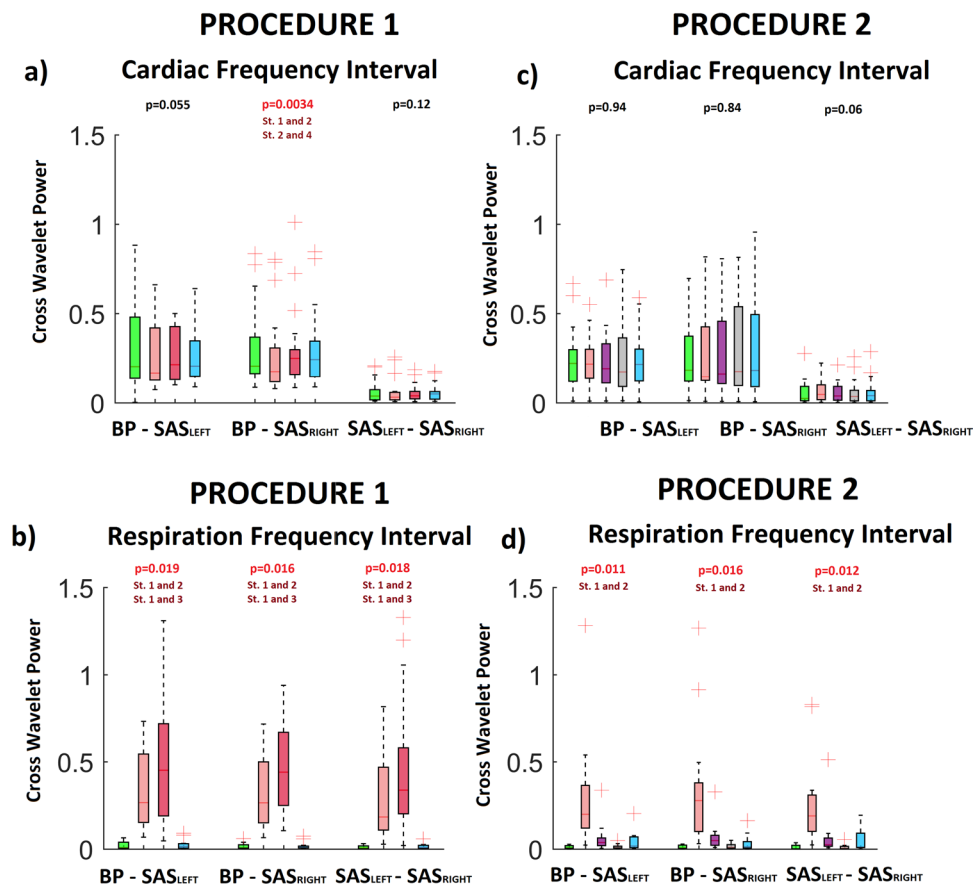 PROCEDURE 1
a)
Cardiac Frequency Interval
p=0.055
p=0.0034
p=0.12
St. 1 and 2
St. 2 and 4
Cross Wavelet Power
1.5
1
0.5
0
BP - SASLEFT
BP - SASRIGHT
SASLEFT - SASRIGHT
PROCEDURE 2
c)
Cardiac Frequency Interval
p=0.94
p=0.84
p=0.06
Cross Wavelet Power
1.5
1
0.5
0
BP - SASLEFT
BP - SASRIGHT
SASLEFT - SASRIGHT
PROCEDURE 1
b)
Respiration Frequency Interval
p=0.019
p=0.016
p=0.018
St. 1 and 2
St. 1 and 2
St. 1 and 2
St. 1 and 3
St. 1 and 3
St. 1 and 3
Cross Wavelet Power
1.5
1
0.5
0
BP - SASLEFT
BP - SASRIGHT
SASLEFT - SASRIGHT
PROCEDURE 2
d)
Respiration Frequency Interval
p=0.011
p=0.016
p=0.012
St. 1 and 2
St. 1 and 2
St. 1 and 2
Cross Wavelet Power
1.5
1
0.5
0
BP - SASLEFT
BP - SASRIGHT
SASLEFT - SASRIGHT